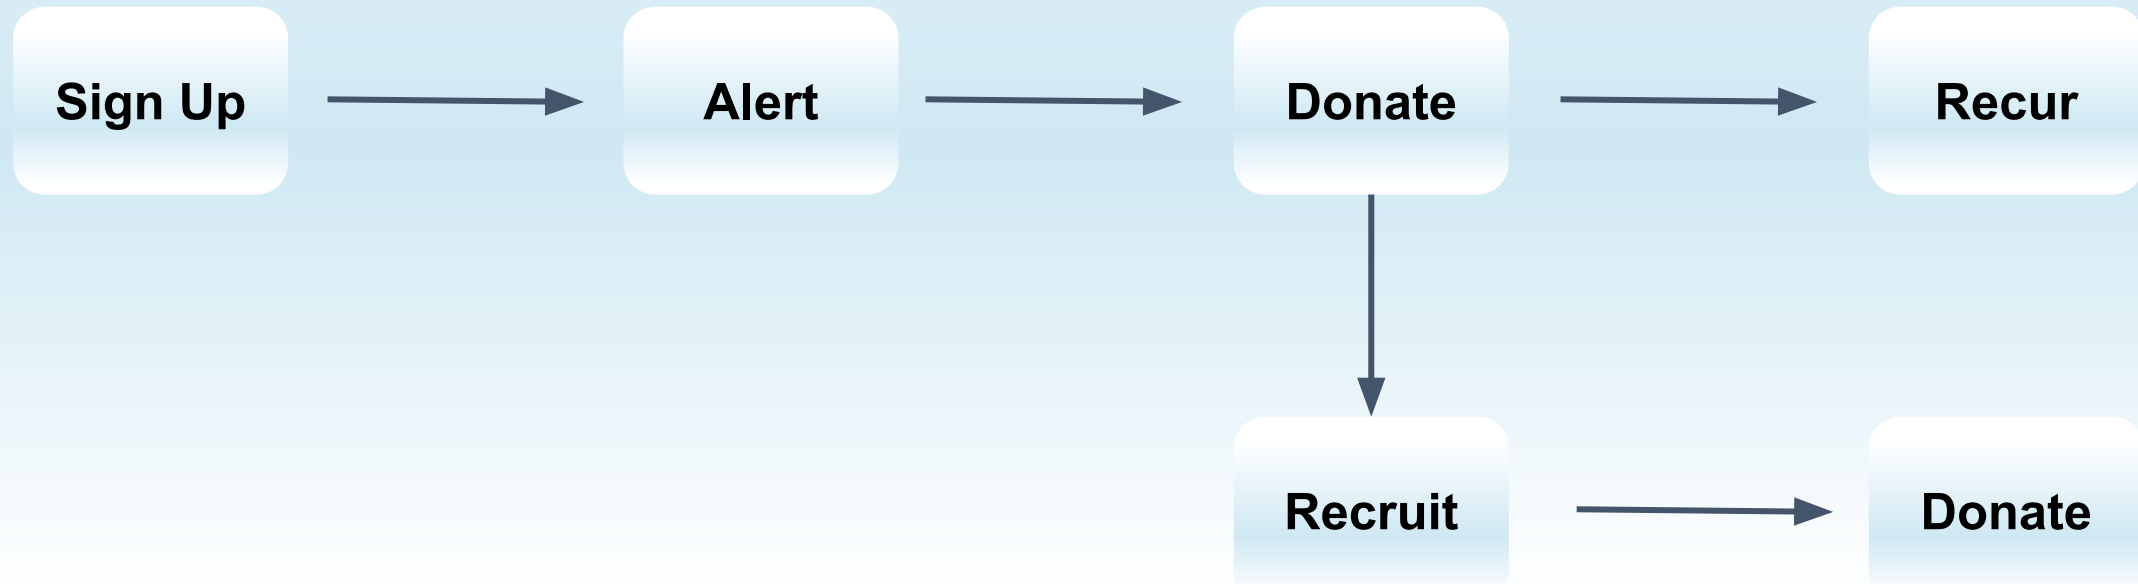 Sign Up
Alert
Donate
Recur
Recruit
Donate